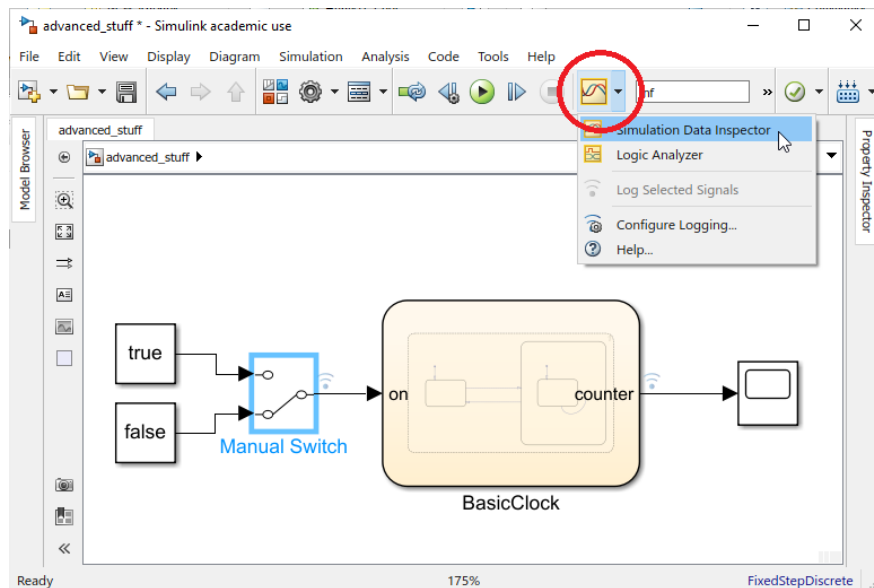 advanced_stuff * - Simulink academic use
File Edit View Display Diagram Simulation Analysis Code Tools Help
nf »
Model Browser
advanced_stuff
advanced_stuff
Simulation Data Inspector
Logic Analyzer
Log Selected Signals
Configure Logging...
? Help...
Property Inspector
A
true
false
Manual Switch
on
counter
BasicClock
Ready 175% FixedStepDiscrete